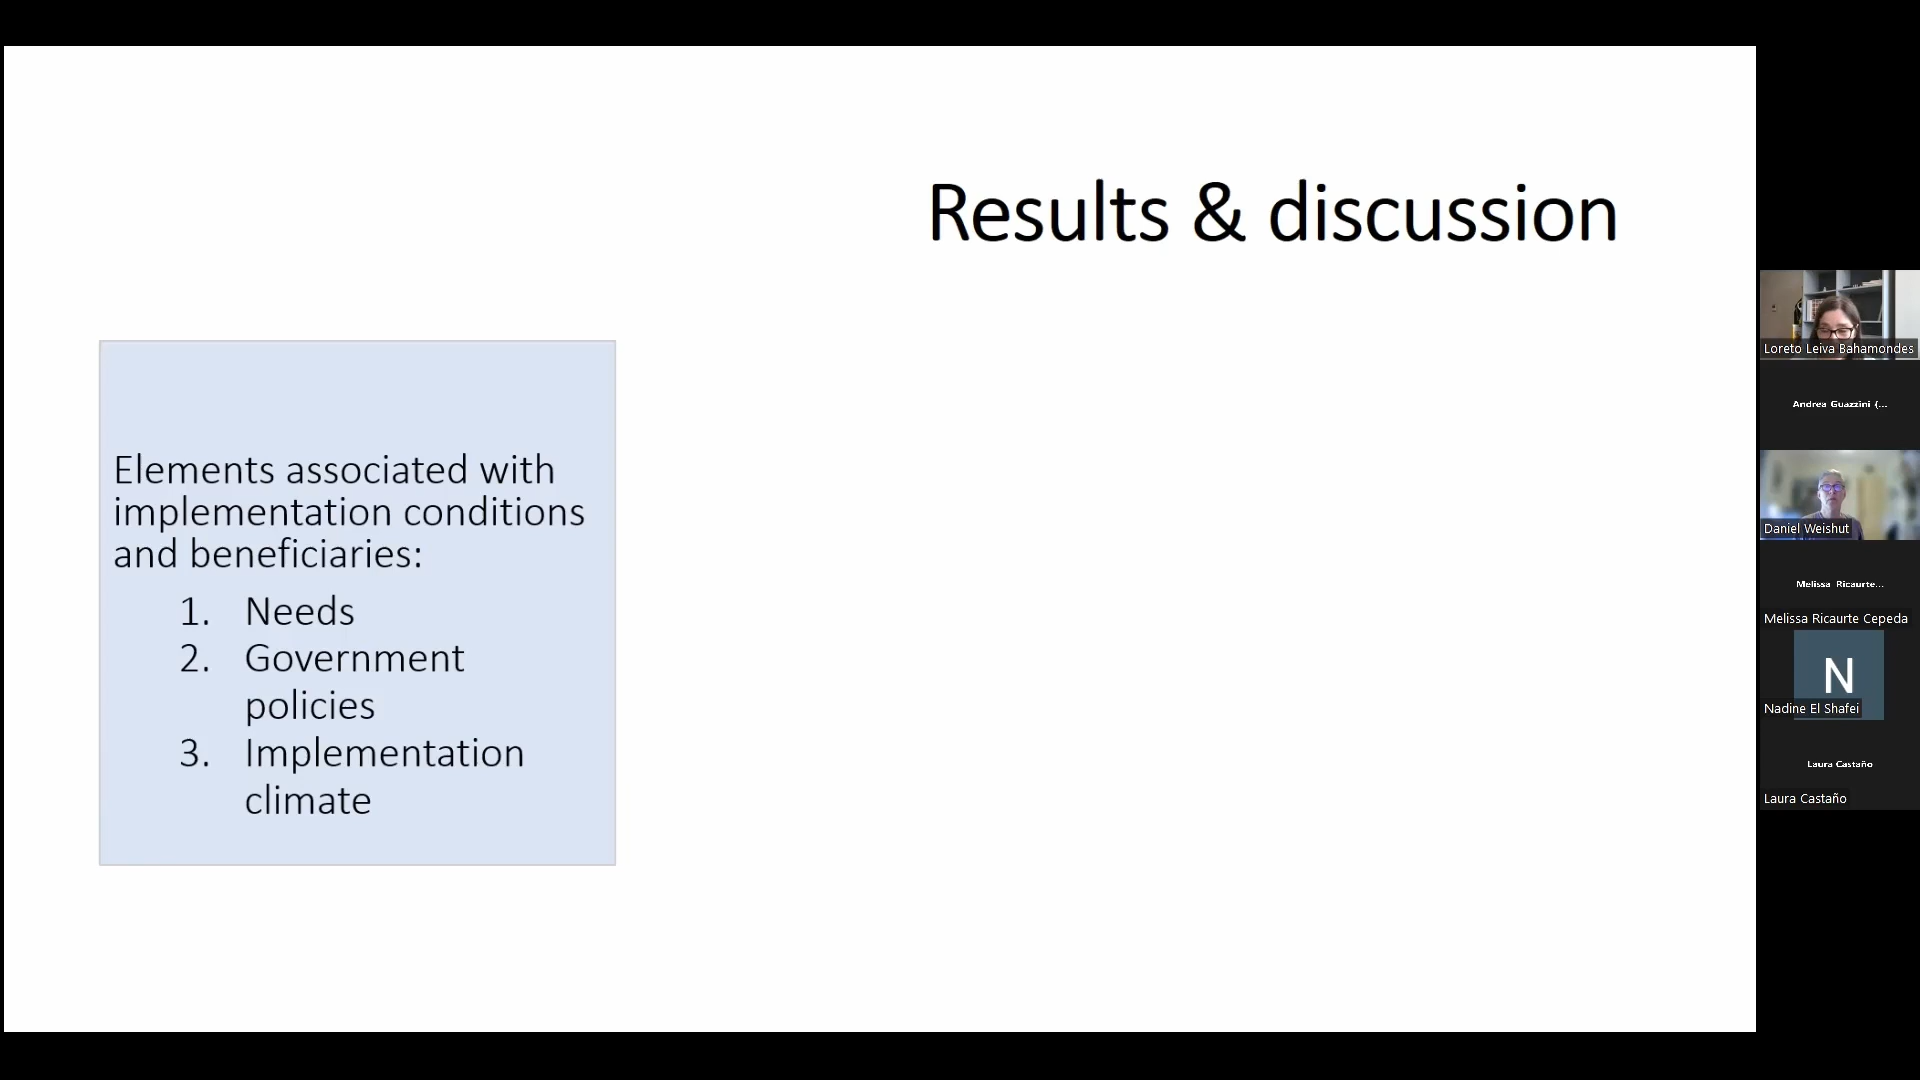 Results & discussion
Elements associated with
implementation conditions
and beneficiaries:
1. Needs
2. Government
policies
3. Implementation
climate
Loreto Leiva Bahamondes
Andrea Guazzini (...
Daniel Weishut
Melissa Ricaurte...
Melissa Ricaurte Cepeda
N
Nadine El Shafei
Laura Castaño
Laura Castaño